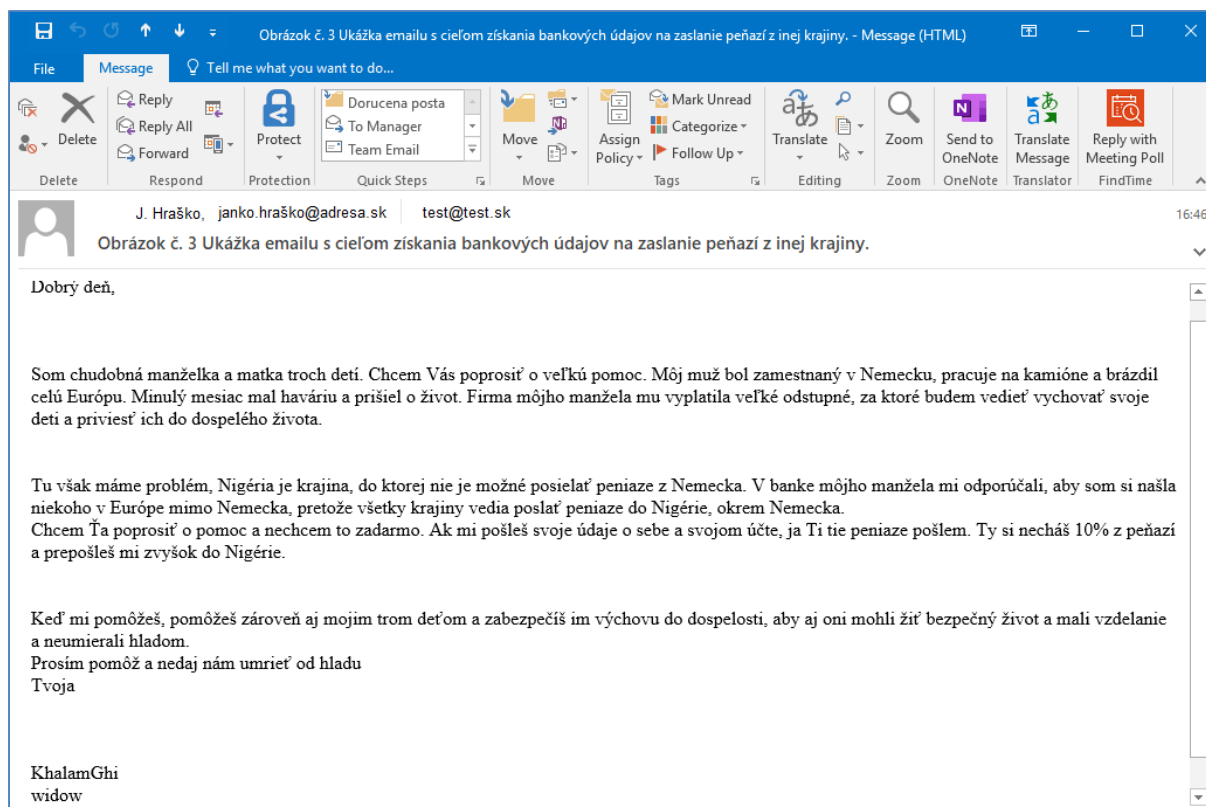 Obrázok č. 3 Ukážka emailu s cieľom získania bankových údajov na zaslanie peňazí z inej krajiny. - Message (HTML)
File Message Tell me what you want to do...
Delete
Reply
Reply All
Forward
Protect
Dorucena posta
To Manager
Team Email
Move
Assign Policy
Mark Unread
Categorize
Follow Up
Translate
Zoom
Send to OneNote
Translate Message
Reply with Meeting Poll
Delete Respond Protection Quick Steps Move Tags Editing Zoom OneNote Translator FindTime
J. Hraško, janko.hraško@adresa.sk test@test.sk 16:46
Obrázok č. 3 Ukážka emailu s cieľom získania bankových údajov na zaslanie peňazí z inej krajiny.
Dobrý deň,
Som chudobná manželka a matka troch detí. Chcem Vás poprosiť o veľkú pomoc. Môj muž bol zamestnaný v Nemecku, pracuje na kamióne a brázdil
celú Európu. Minulý mesiac mal haváriu a prišiel o život. Firma môjho manžela mu vyplatila veľké odstupné, za ktoré budem vedieť vychovať svoje
deti a priviesť ich do dospelého života.
Tu však máme problém, Nigéria je krajina, do ktorej nie je možné posielať peniaze z Nemecka. V banke môjho manžela mi odporúčali, aby som si našla
niekoho v Európe mimo Nemecka, pretože všetky krajiny vedia poslať peniaze do Nigérie, okrem Nemecka.
Chcem Ťa poprosiť o pomoc a nechcem to zadarmo. Ak mi pošleš svoje údaje o sebe a svojom účte, ja Ti tie peniaze pošlem. Ty si necháš 10% z peňazí
a prepošleš mi zvyšok do Nigérie.
Keď mi pomôžeš, pomôžeš zároveň aj mojim trom deťom a zabezpečíš im výchovu do dospelosti, aby aj oni mohli žiť bezpečný život a mali vzdelanie
a neumierali hladom.
Prosím pomôž a nedaj nám umrieť od hladu
Tvoja
KhalamGhi
widow